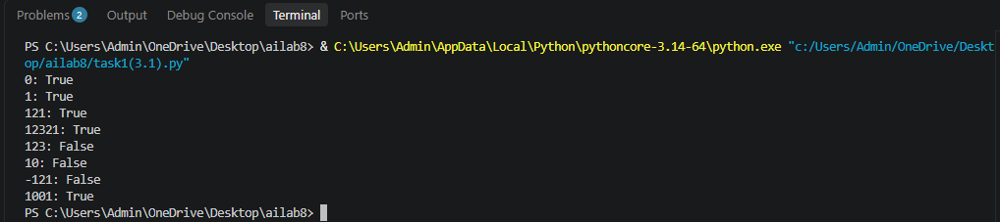 Problems 2 Output Debug Console Terminal Ports
PS C:\Users\Admin\OneDrive\Desktop\ailab8> & C:\Users\Admin\AppData\Local\Python\pythoncore-3.14-64\python.exe "c:/Users/Admin/OneDrive/Deskt
op/ailab8/task1(3.1).py"
0: True
1: True
121: True
12321: True
123: False
10: False
-121: False
1001: True
PS C:\Users\Admin\OneDrive\Desktop\ailab8>